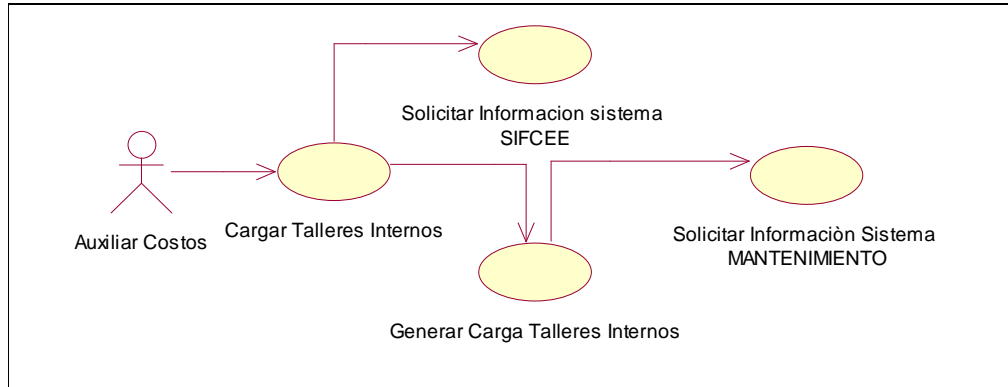 Solicitar Informacion sistema
SIFCEE
Auxiliar Costos
Cargar Talleres Internos
Solicitar Informaciòn Sistema
MANTENIMIENTO
Generar Carga Talleres Internos